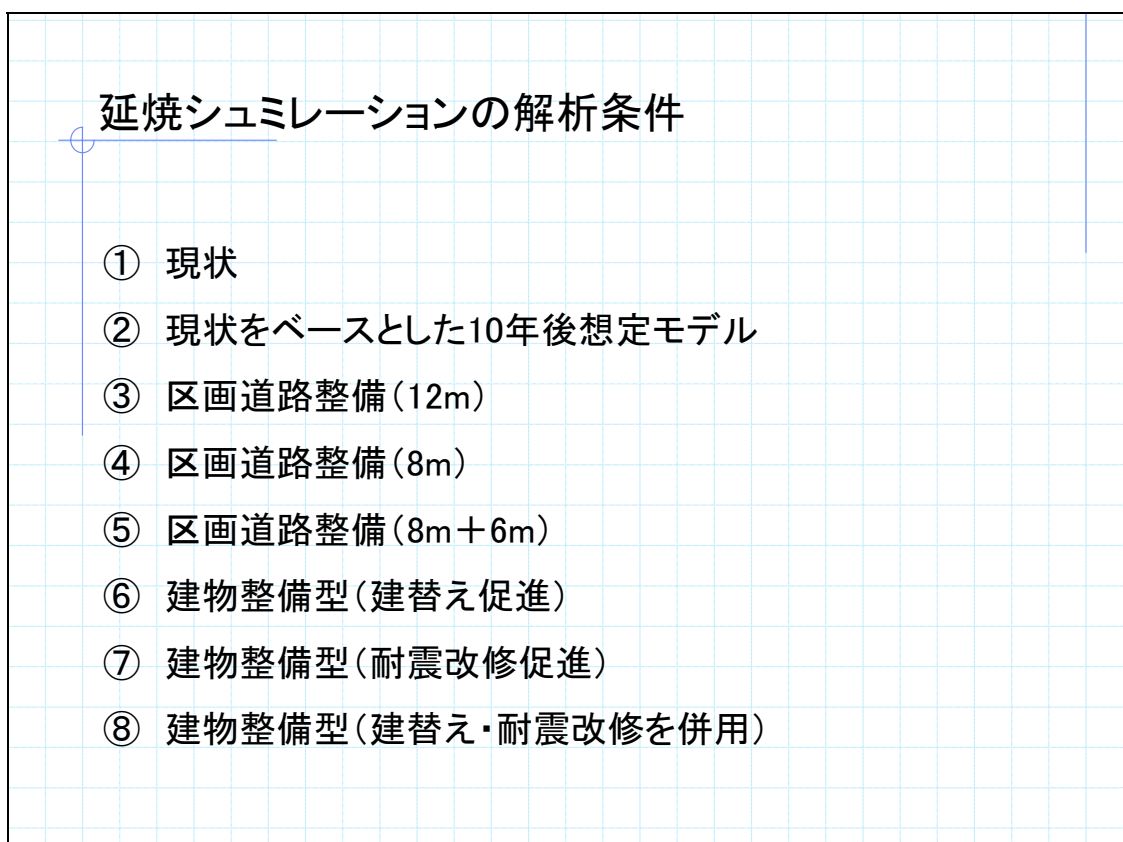 延焼シュミレーションの解析条件
① 現状
② 現状をベースとした10年後想定モデル
③ 区画道路整備(12m)
④ 区画道路整備(8m)
⑤ 区画道路整備(8m+6m)
⑥ 建物整備型(建替え促進)
⑦ 建物整備型(耐震改修促進)
⑧ 建物整備型(建替え・耐震改修を併用)